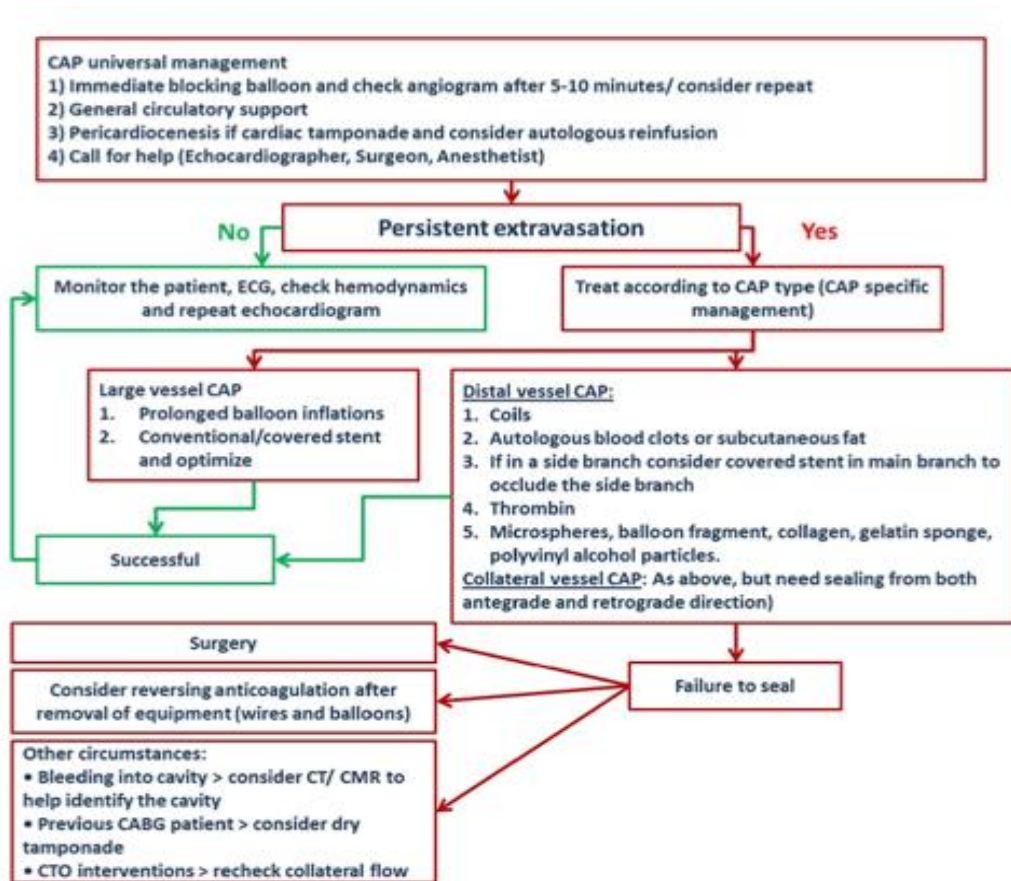 CAP universal management
1) Immediate blocking balloon and check angiogram after 5-10 minutes/ consider repeat
2) General circulatory support
3) Pericardiocenesis if cardiac tamponade and consider autologous reinfusion
4) Call for help (Echocardiographer, Surgeon, Anesthetist)
No
Persistent extravasation
Yes
Monitor the patient, ECG, check hemodynamics
and repeat echocardiogram
Treat according to CAP type (CAP specific
management)
Large vessel CAP
1. Prolonged balloon inflations
2. Conventional/covered stent
and optimize
Distal vessel CAP:
1. Coils
2. Autologous blood clots or subcutaneous fat
3. If in a side branch consider covered stent in main branch to
occlude the side branch
4. Thrombin
5. Microspheres, balloon fragment, collagen, gelatin sponge,
polyvinyl alcohol particles.
Collateral vessel CAP: As above, but need sealing from both
antegrade and retrograde direction)
Successful
Surgery
Consider reversing anticoagulation after
removal of equipment (wires and balloons)
Failure to seal
Other circumstances:
• Bleeding into cavity > consider CT/ CMR to
help identify the cavity
• Previous CABG patient > consider dry
tamponade
• CTO interventions > recheck collateral flow